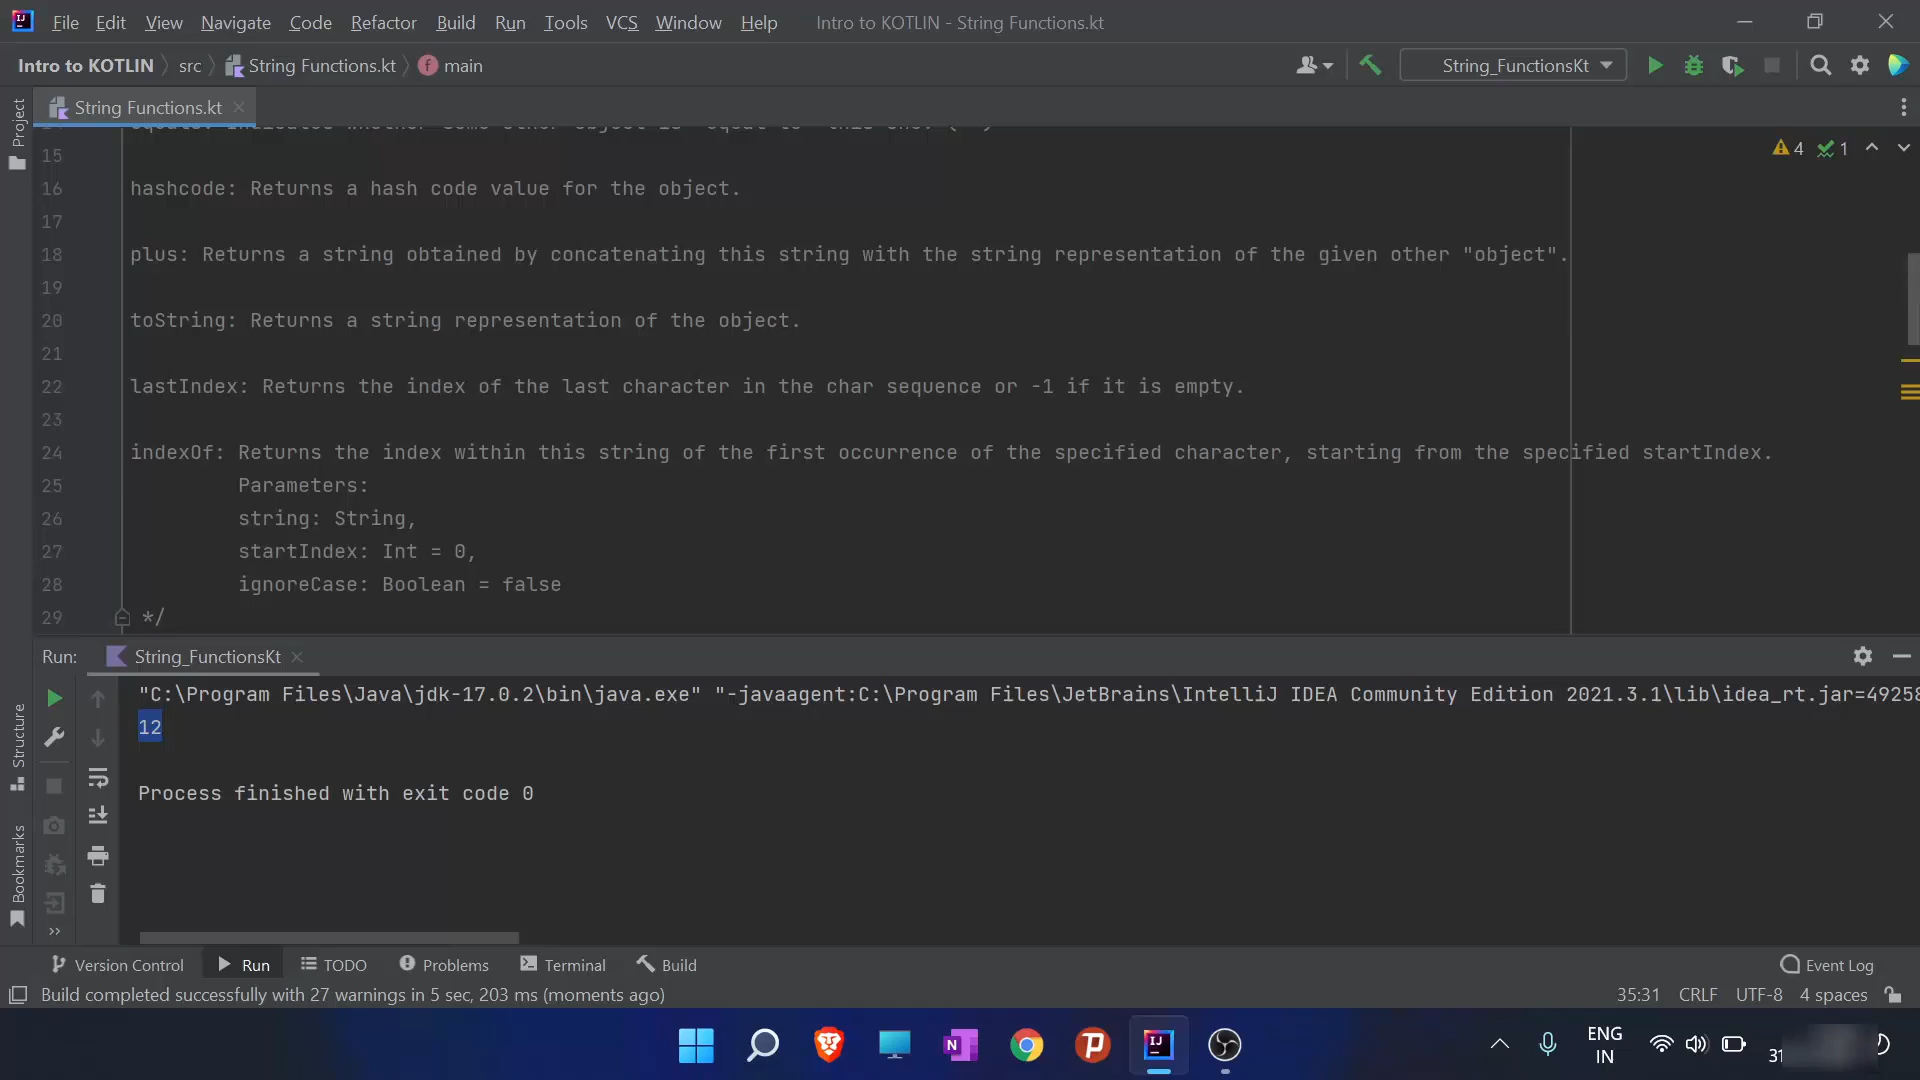 File Edit View Navigate Code Refactor Build Run Tools VCS Window Help Intro to KOTLIN - String Functions.kt
Intro to KOTLIN src String Functions.kt main String_FunctionsKt
Project
String Functions.kt
4 1
15
16 hashcode: Returns a hash code value for the object.
17
18 plus: Returns a string obtained by concatenating this string with the string representation of the given other "object".
19
20 toString: Returns a string representation of the object.
21
22 lastIndex: Returns the index of the last character in the char sequence or -1 if it is empty.
23
24 indexOf: Returns the index within this string of the first occurrence of the specified character, starting from the specified startIndex.
25 Parameters:
26 string: String,
27 startIndex: Int = 0,
28 ignoreCase: Boolean = false
29 */
Run: String_FunctionsKt
Structure
Bookmarks
"C:\Program Files\Java\jdk-17.0.2\bin\java.exe" "-javaagent:C:\Program Files\JetBrains\IntelliJ IDEA Community Edition 2021.3.1\lib\idea_rt.jar=49258
12
Process finished with exit code 0
Version Control Run TODO Problems Terminal Build Event Log
Build completed successfully with 27 warnings in 5 sec, 203 ms (moments ago) 35:31 CRLF UTF-8 4 spaces
ENG
IN
31